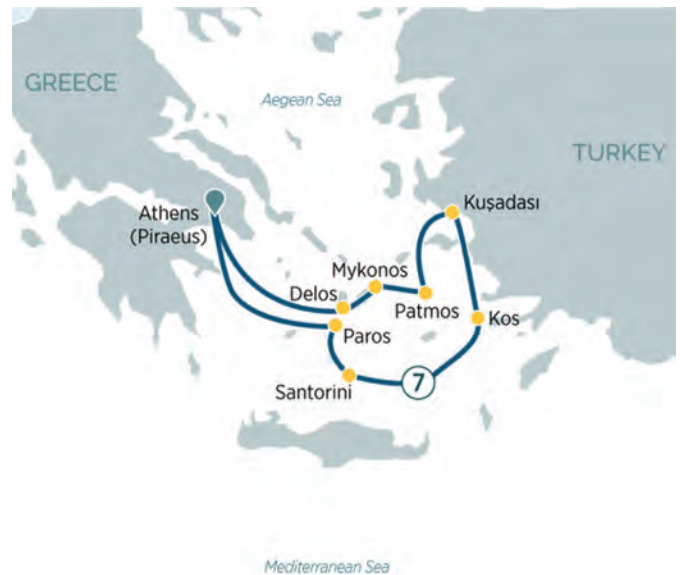 GREECE
Aegean Sea
TURKEY
Kuşadası
Athens
(Piraeus)
Mykonos
Delos
Patmos
Kos
Paros
7
Santorini
Mediterranean Sea